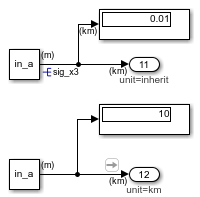 0.01
(km)
in_a
(m)
sig_x3
(km)
11
unit=inherit
10
in_a
(m)
(km)
12
unit=km